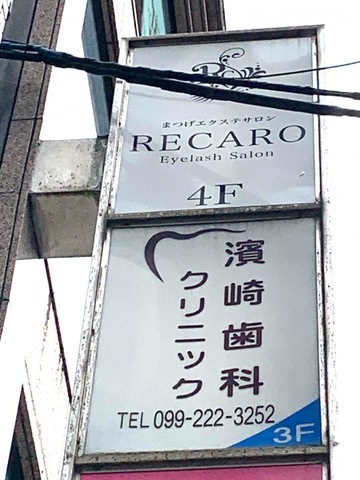 まつげエクステサロン
RECARO
Eyelash Salon
4F
濱崎歯科
クリニック
TEL 099-222-3252
3F